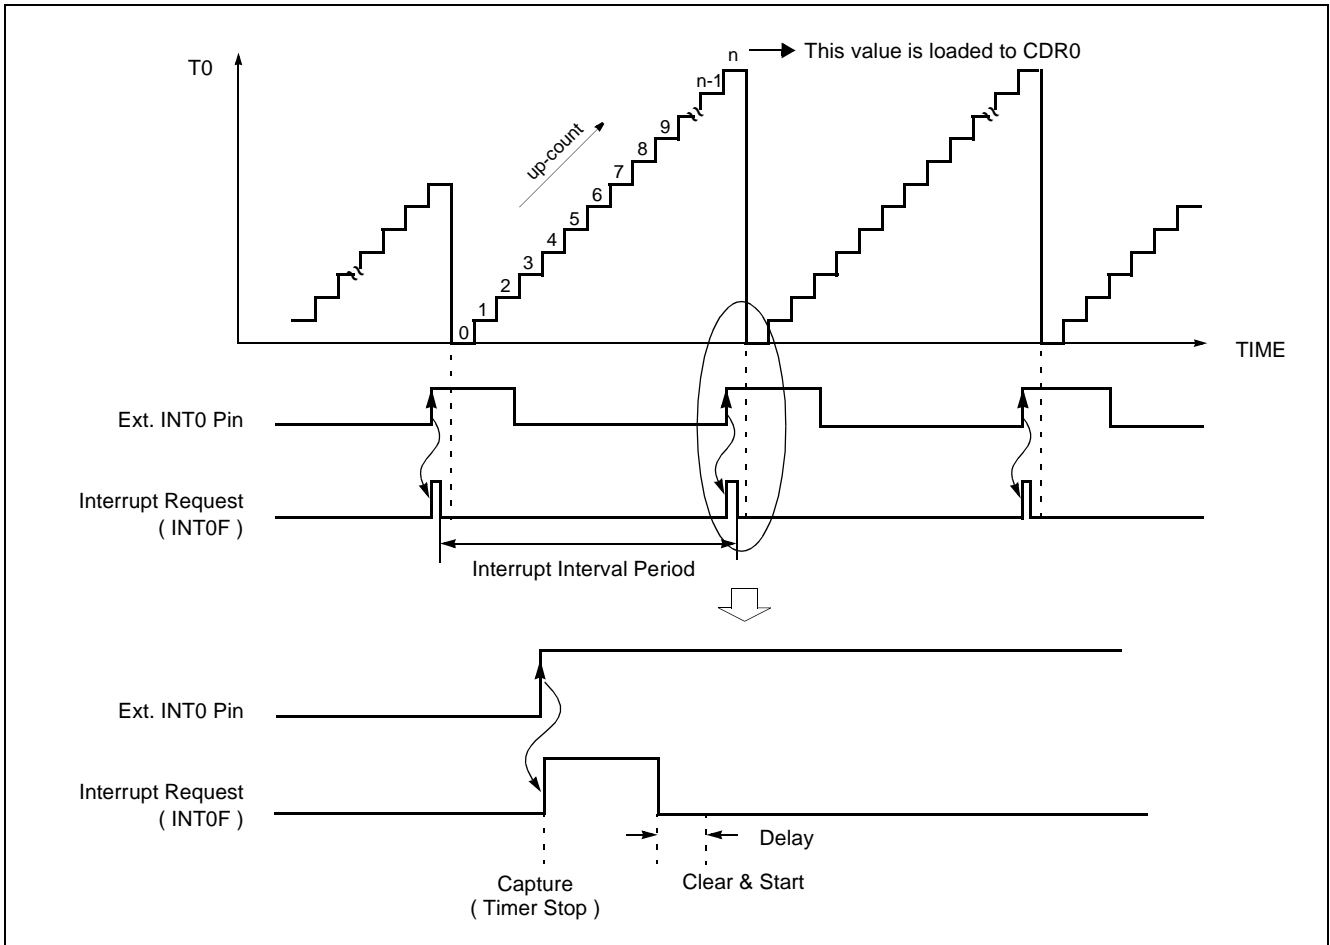 n
This value is loaded to CDR0
T0
n-1
9
8
7
6
5
4
3
2
1
0
up-count
TIME
Ext. INT0 Pin
Interrupt Request
( INT0F )
Interrupt Interval Period
Ext. INT0 Pin
Interrupt Request
( INT0F )
Delay
Capture
( Timer Stop )
Clear & Start